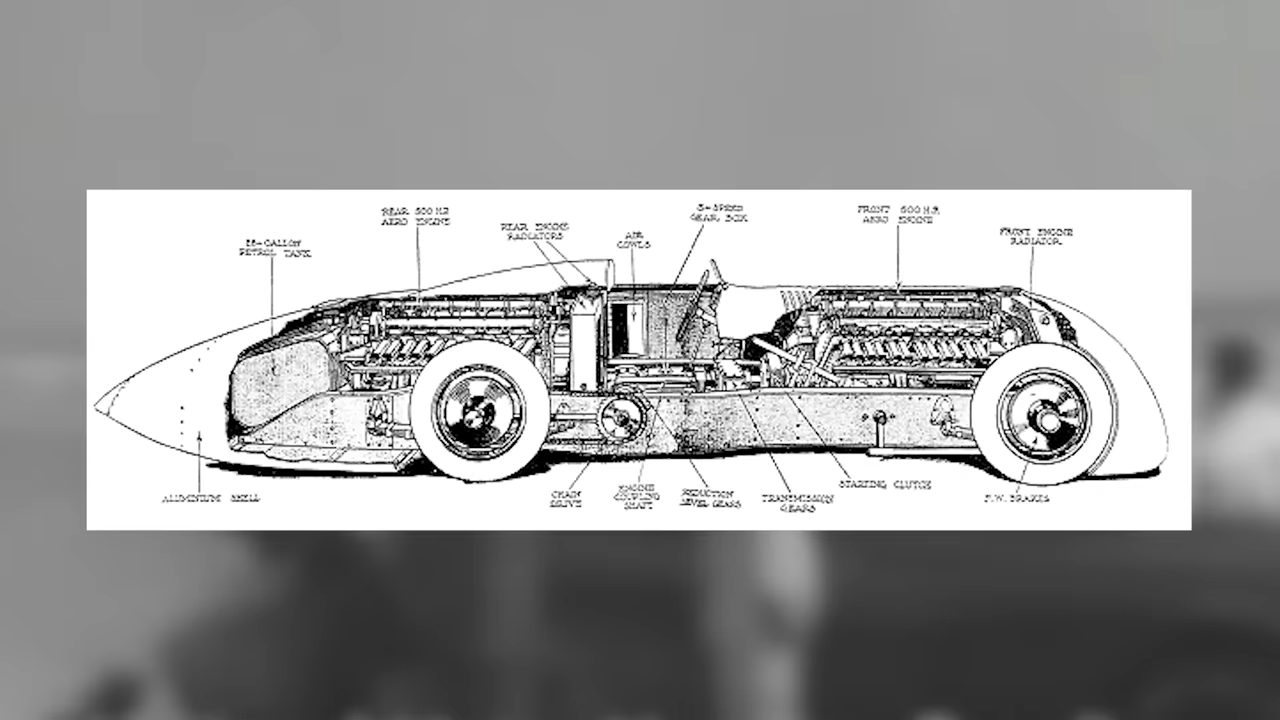 REAR 500 H.P.
AERO ENGINE
3-SPEED
GEAR BOX
FRONT 500 H.P.
AERO ENGINE
REAR ENGINE
RADIATORS
AIR
COWLS
FRONT ENGINE
RADIATOR
28-GALLON
PETROL TANK
ALUMINIUM SHELL
CHAIN
DRIVE
ENGINE
COUPLING
SHAFT
REDUCTION
LEVEL GEARS
TRANSMISSION
GEARS
STARTING CLUTCH
F.W. BRAKES